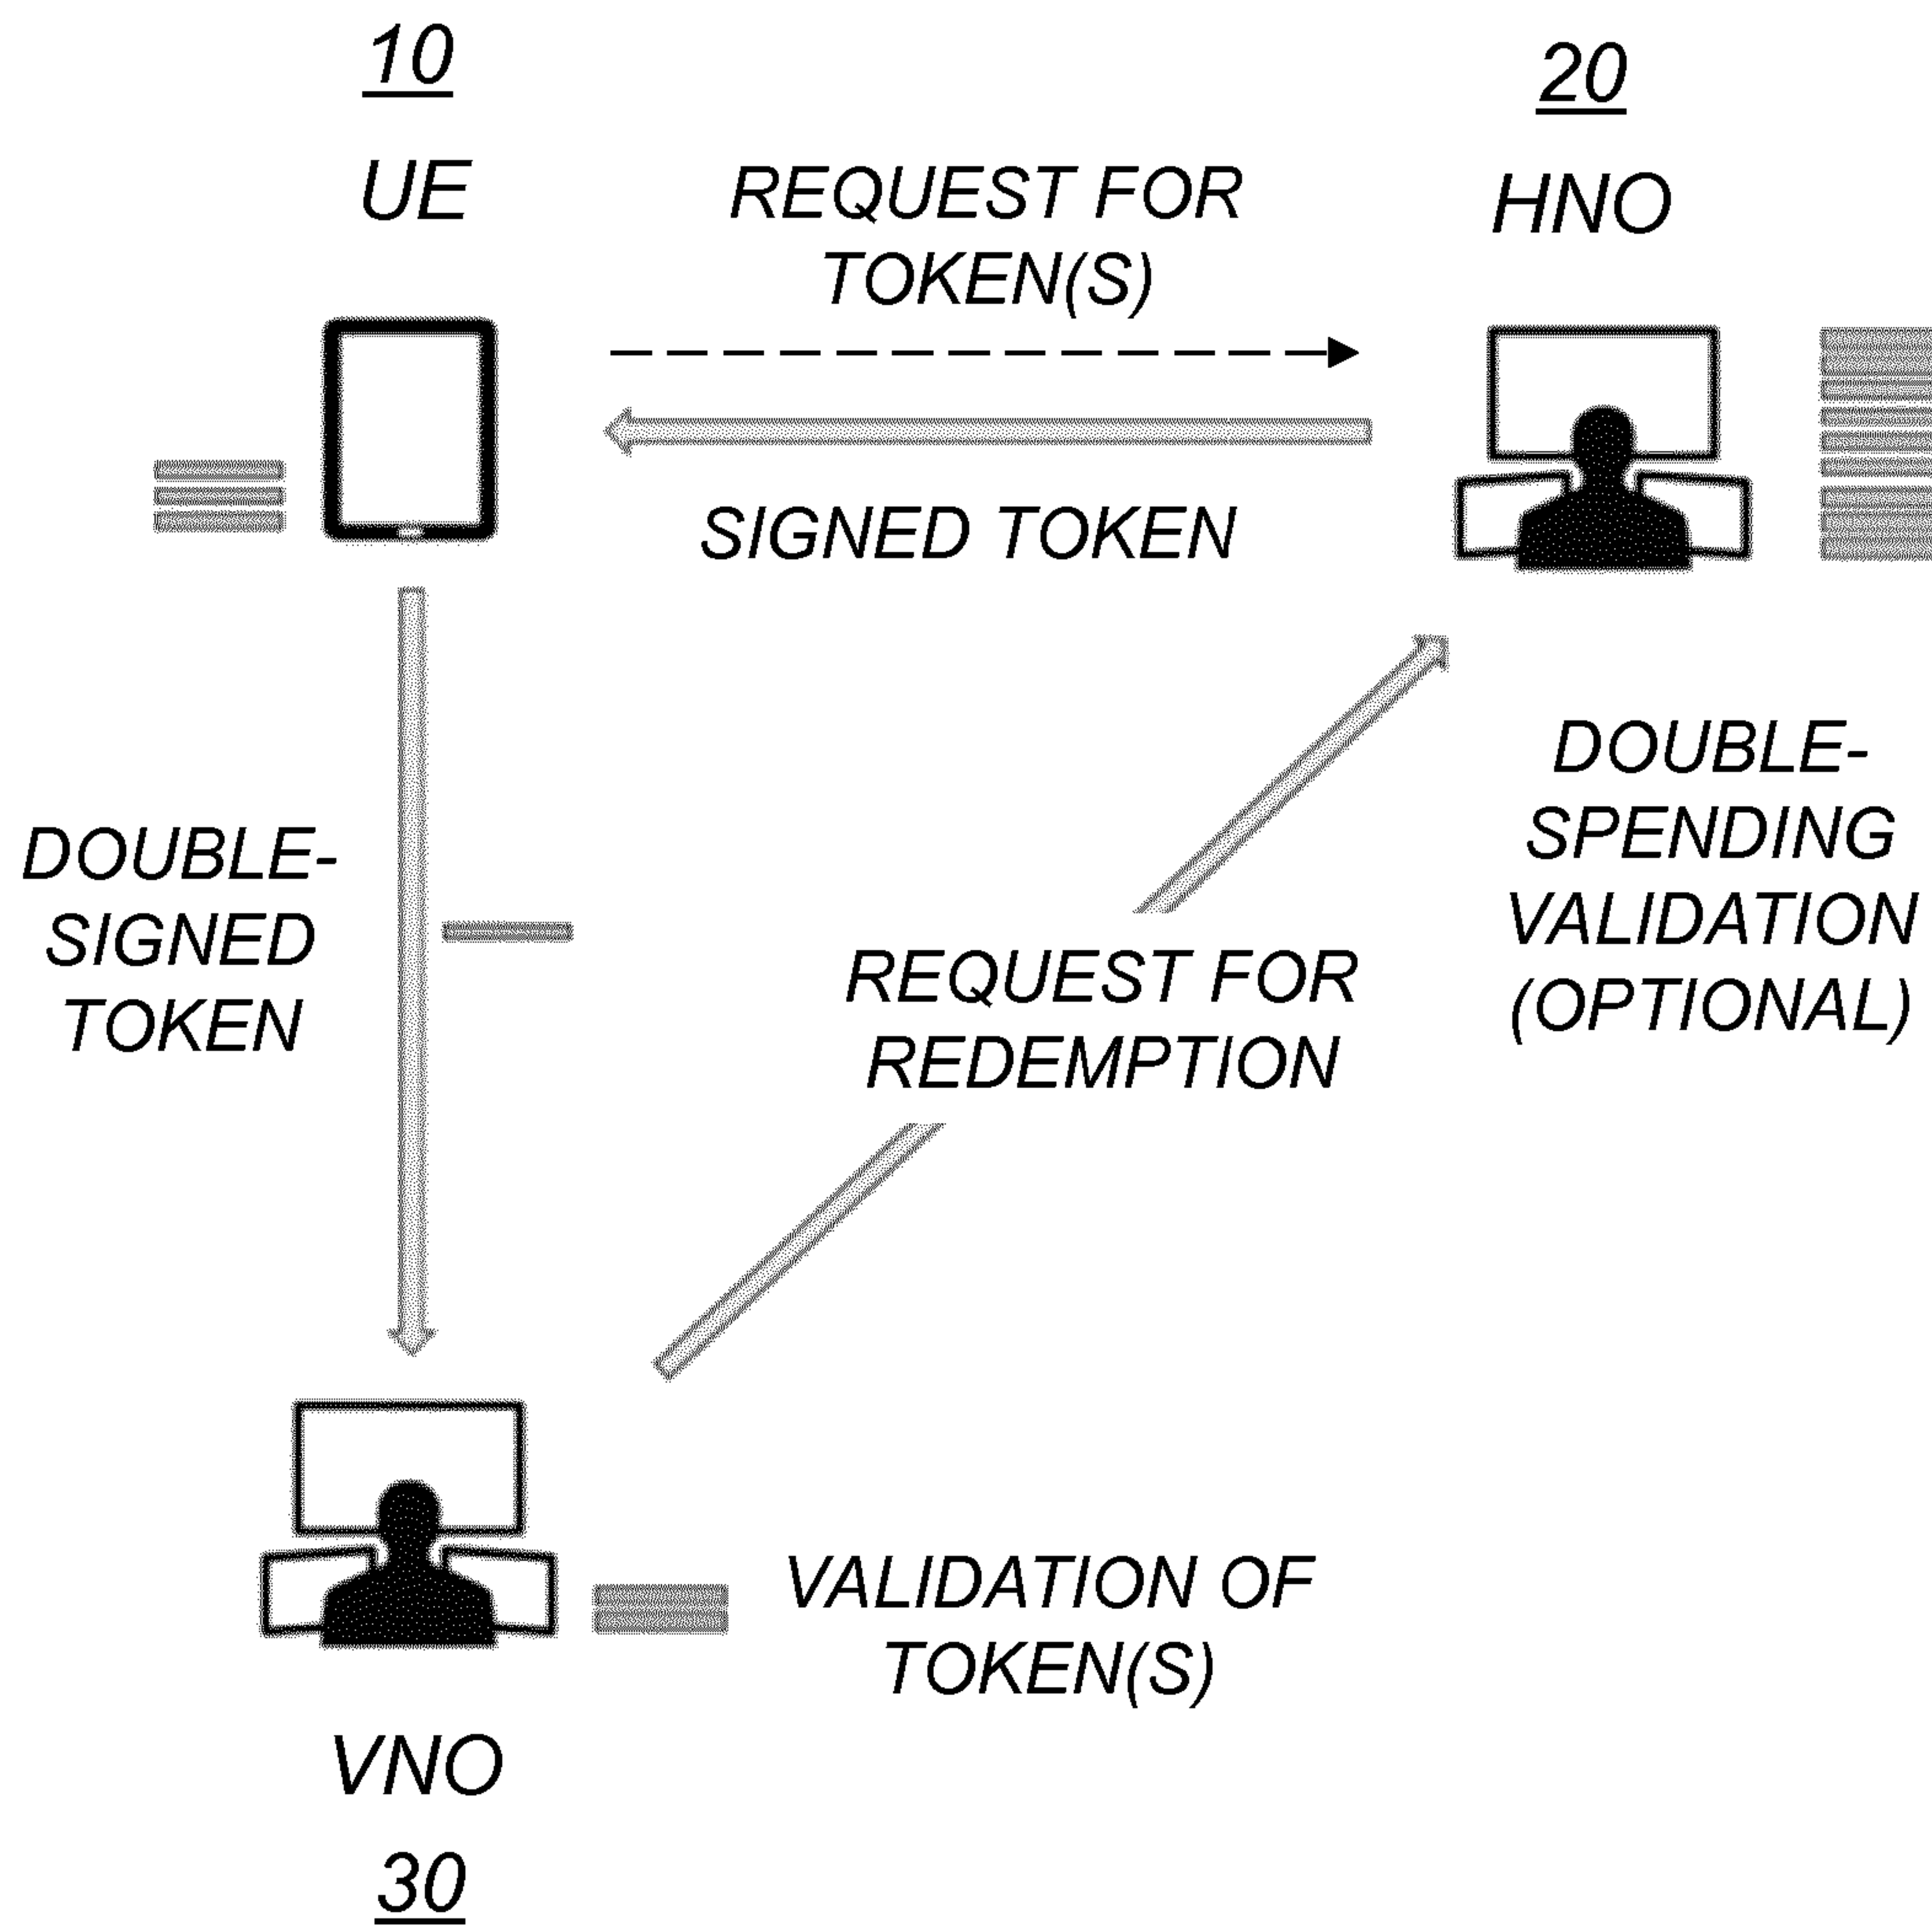 10
UE
20
HNO
REQUEST FOR
TOKEN(S)
SIGNED TOKEN
DOUBLE-
SIGNED
TOKEN
REQUEST FOR
REDEMPTION
DOUBLE-
SPENDING
VALIDATION
(OPTIONAL)
VALIDATION OF
TOKEN(S)
VNO
30